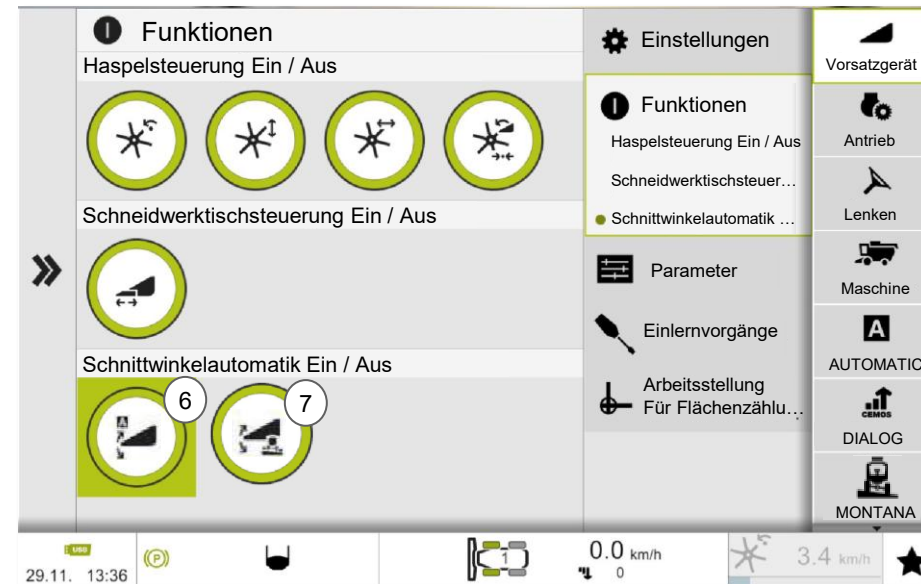 Funktionen
Haspelsteuerung Ein / Aus
Schneidwerktischsteuerung Ein / Aus
Schnittwinkelautomatik Ein / Aus
A
6
7
Einstellungen
Funktionen
Haspelsteuerung Ein / Aus
Schneidwerktischsteuer...
Schnittwinkelautomatik ...
Parameter
Einlernvorgänge
Arbeitsstellung
Für Flächenzählu...
Vorsatzgerät
Antrieb
Lenken
Maschine
A
AUTOMATIC
CEMOS
DIALOG
MONTANA
USB
29.11. 13:36
(P)
1
0.0 km/h
0
3.4 km/h